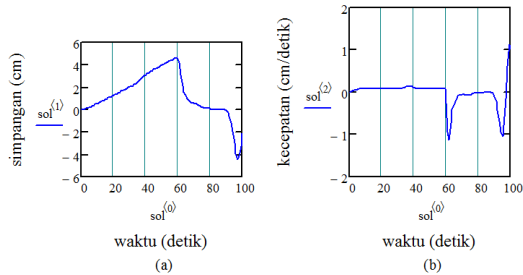 simpangan (cm)
sol⟨1⟩
6
4
2
0
− 2
− 4
− 6
0 20 40 60 80 100
sol⟨0⟩
waktu (detik)
(a)
kecepatan (cm/detik)
sol⟨2⟩
2
1
0
− 1
− 2
0 20 40 60 80 100
sol⟨0⟩
waktu (detik)
(b)